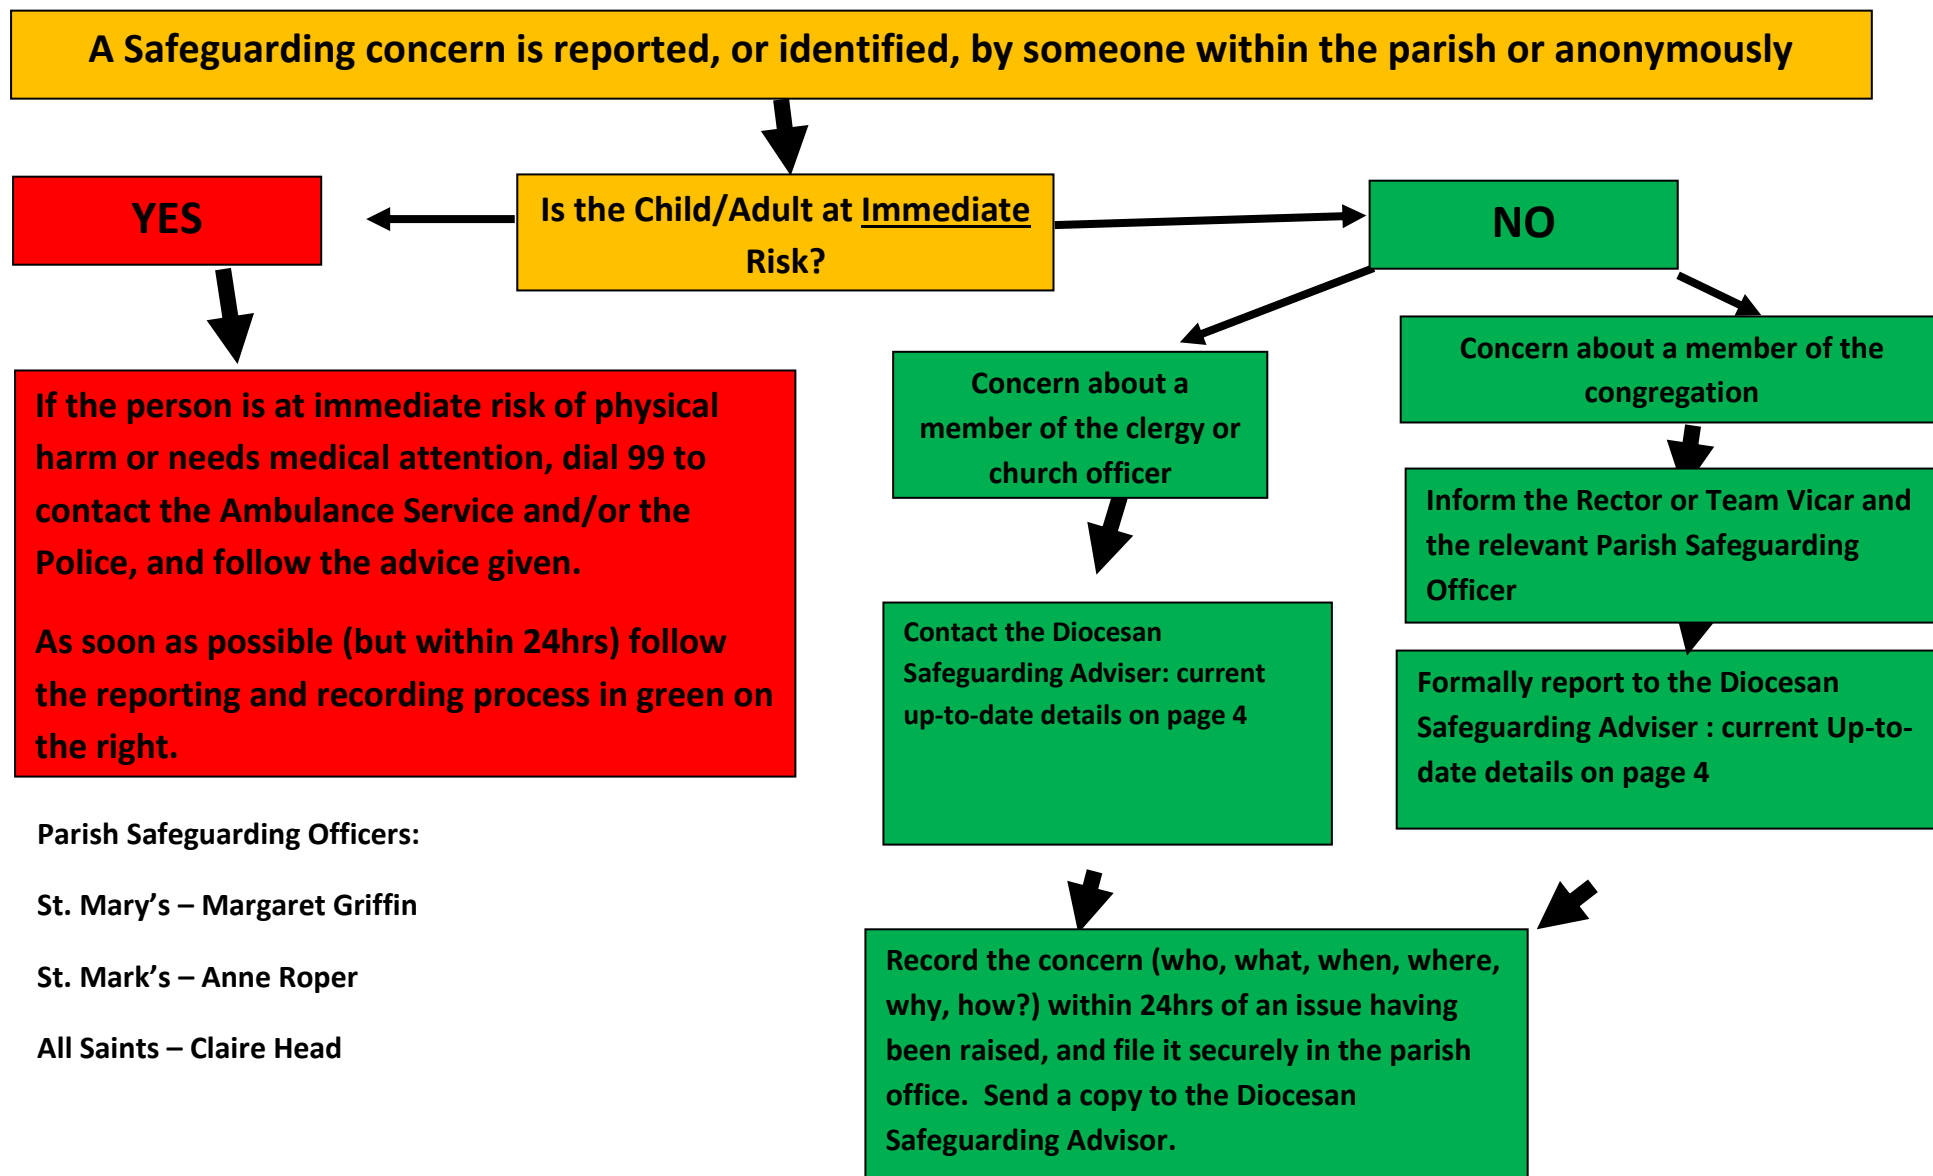 A Safeguarding concern is reported, or identified, by someone within the parish or anonymously
Is the Child/Adult at Immediate
Risk?
YES
NO
If the person is at immediate risk of physical
harm or needs medical attention, dial 99 to
contact the Ambulance Service and/or the
Police, and follow the advice given.
As soon as possible (but within 24hrs) follow
the reporting and recording process in green on
the right.
Concern about a
member of the clergy or
church officer
Contact the Diocesan
Safeguarding Adviser: current
up-to-date details on page 4
Concern about a member of the
congregation
Inform the Rector or Team Vicar and
the relevant Parish Safeguarding
Officer
Formally report to the Diocesan
Safeguarding Adviser : current Up-to-
date details on page 4
Record the concern (who, what, when, where,
why, how?) within 24hrs of an issue having
been raised, and file it securely in the parish
office.  Send a copy to the Diocesan
Safeguarding Advisor.
Parish Safeguarding Officers:
St. Mary’s – Margaret Griffin
St. Mark’s – Anne Roper
All Saints – Claire Head